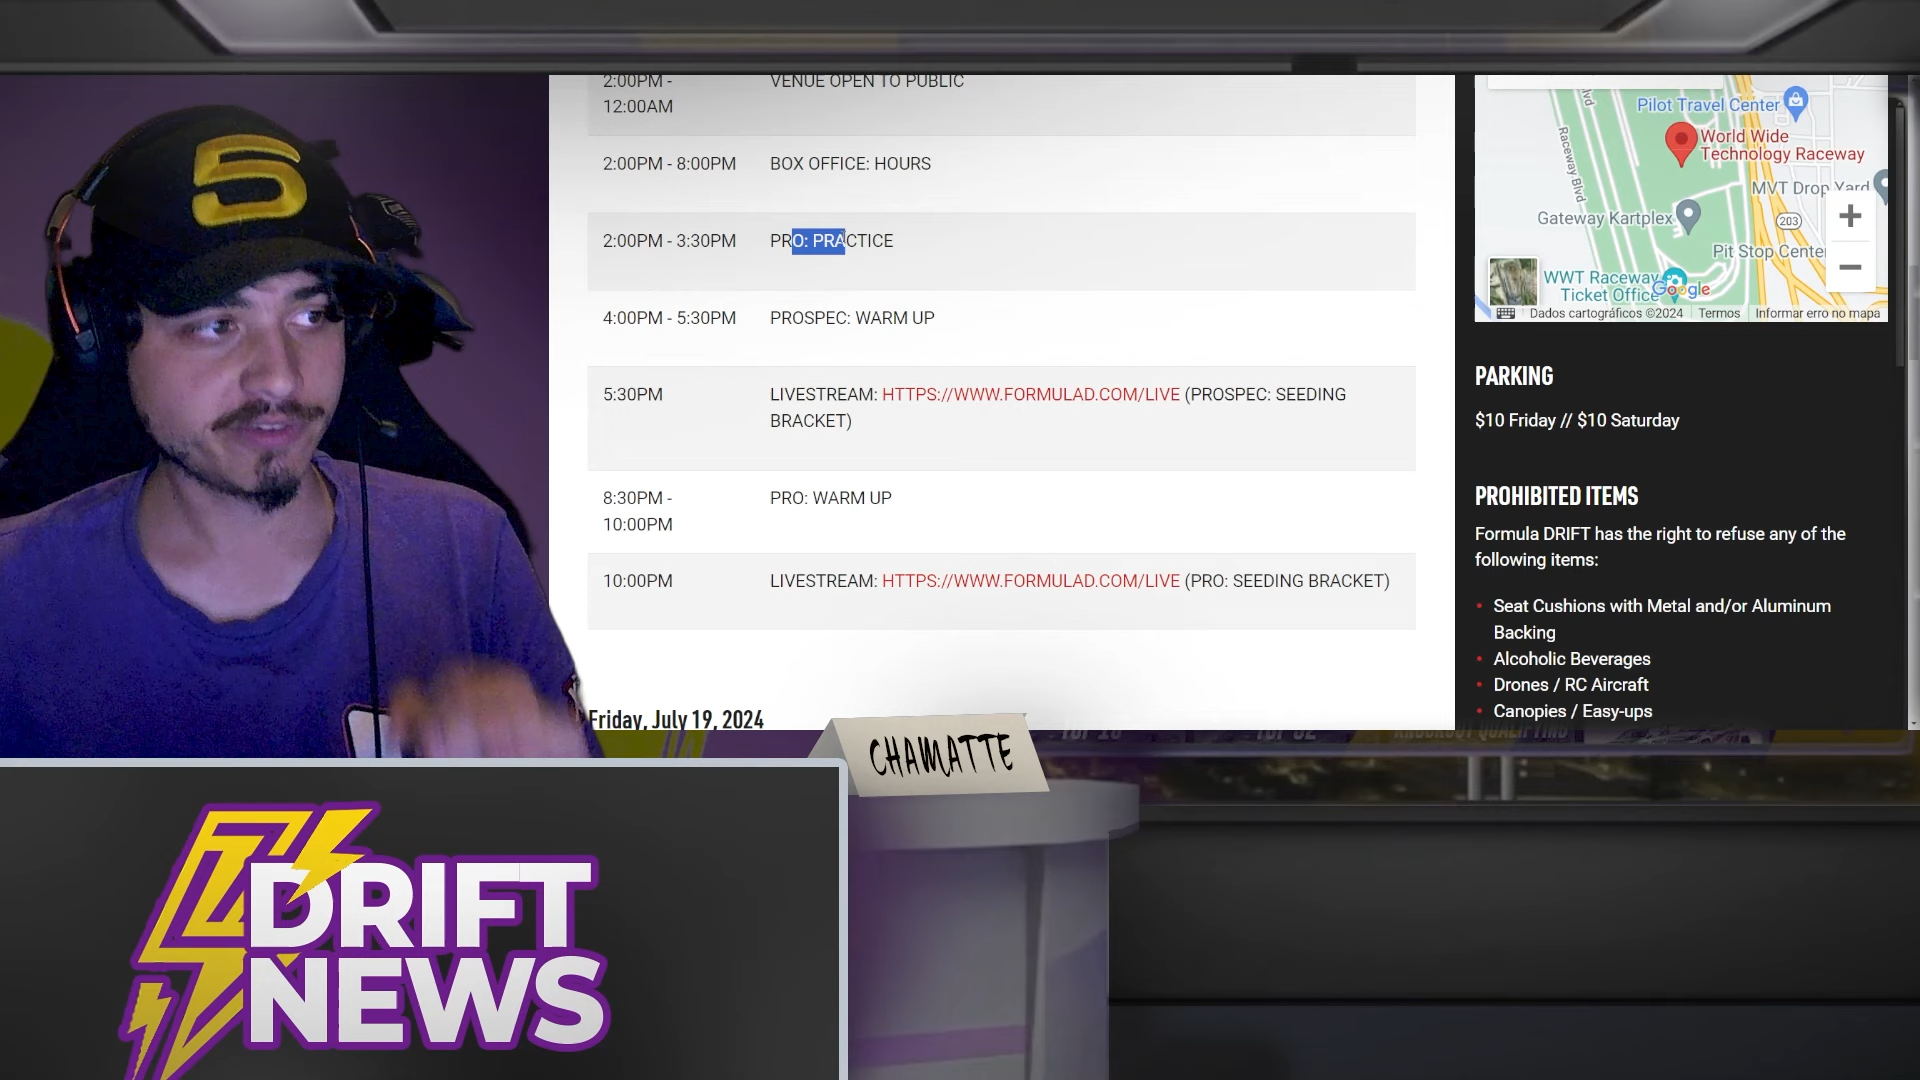 5
2:00PM -
12:00AM
VENUE OPEN TO PUBLIC
2:00PM - 8:00PM
BOX OFFICE: HOURS
2:00PM - 3:30PM
PRO: PRACTICE
4:00PM - 5:30PM
PROSPEC: WARM UP
5:30PM
LIVESTREAM: HTTPS://WWW.FORMULAD.COM/LIVE (PROSPEC: SEEDING
BRACKET)
8:30PM -
10:00PM
PRO: WARM UP
10:00PM
LIVESTREAM: HTTPS://WWW.FORMULAD.COM/LIVE (PRO: SEEDING BRACKET)
Friday, July 19, 2024
Pilot Travel Center
World Wide
Technology Raceway
Raceway Blvd
MVT Drop Yard
Gateway Kartplex
203
Pit Stop Center
WWT Raceway
Ticket Office
Google
Dados cartográficos ©2024
Termos
Informar erro no mapa
PARKING
$10 Friday // $10 Saturday
PROHIBITED ITEMS
Formula DRIFT has the right to refuse any of the
following items:
• Seat Cushions with Metal and/or Aluminum
Backing
• Alcoholic Beverages
• Drones / RC Aircraft
• Canopies / Easy-ups
TOP 16
TOP 32
KNOCKOUT QUALIFYING
CHAMATTE
DRIFT
NEWS